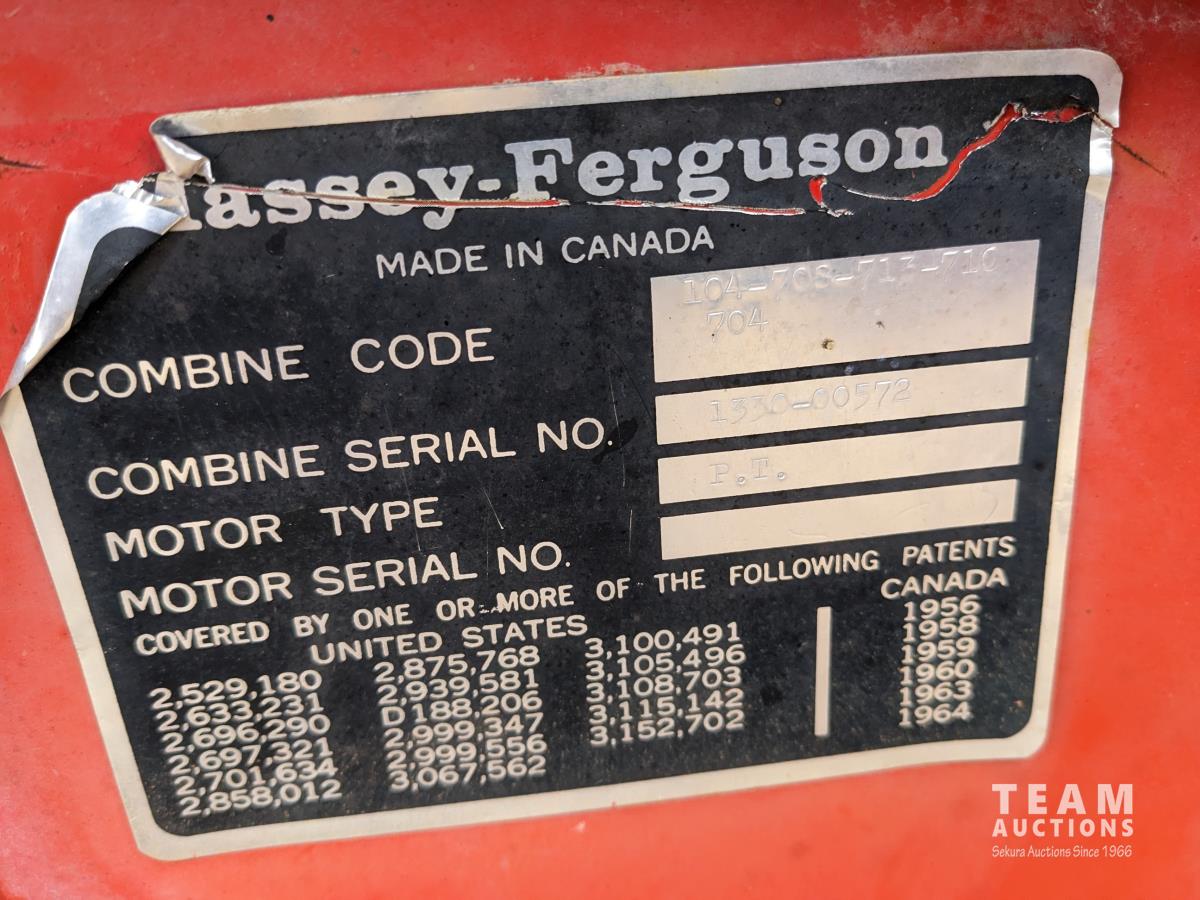 Massey-Ferguson
MADE IN CANADA
COMBINE CODE 104-708-713-710
704
COMBINE SERIAL NO. 1330-00572
MOTOR TYPE P.T.
MOTOR SERIAL NO.
COVERED BY ONE OR MORE OF THE FOLLOWING PATENTS
UNITED STATES CANADA
2,529,180 2,875,768 3,100,491 1956
2,633,231 2,939,581 3,105,496 1958
2,696,290 D188,206 3,108,703 1959
2,697,321 2,999,347 3,115,142 1960
2,701,634 2,999,556 3,152,702 1963
2,858,012 3,067,562 1964
TEAM
AUCTIONS
Sekura Auctions Since 1966